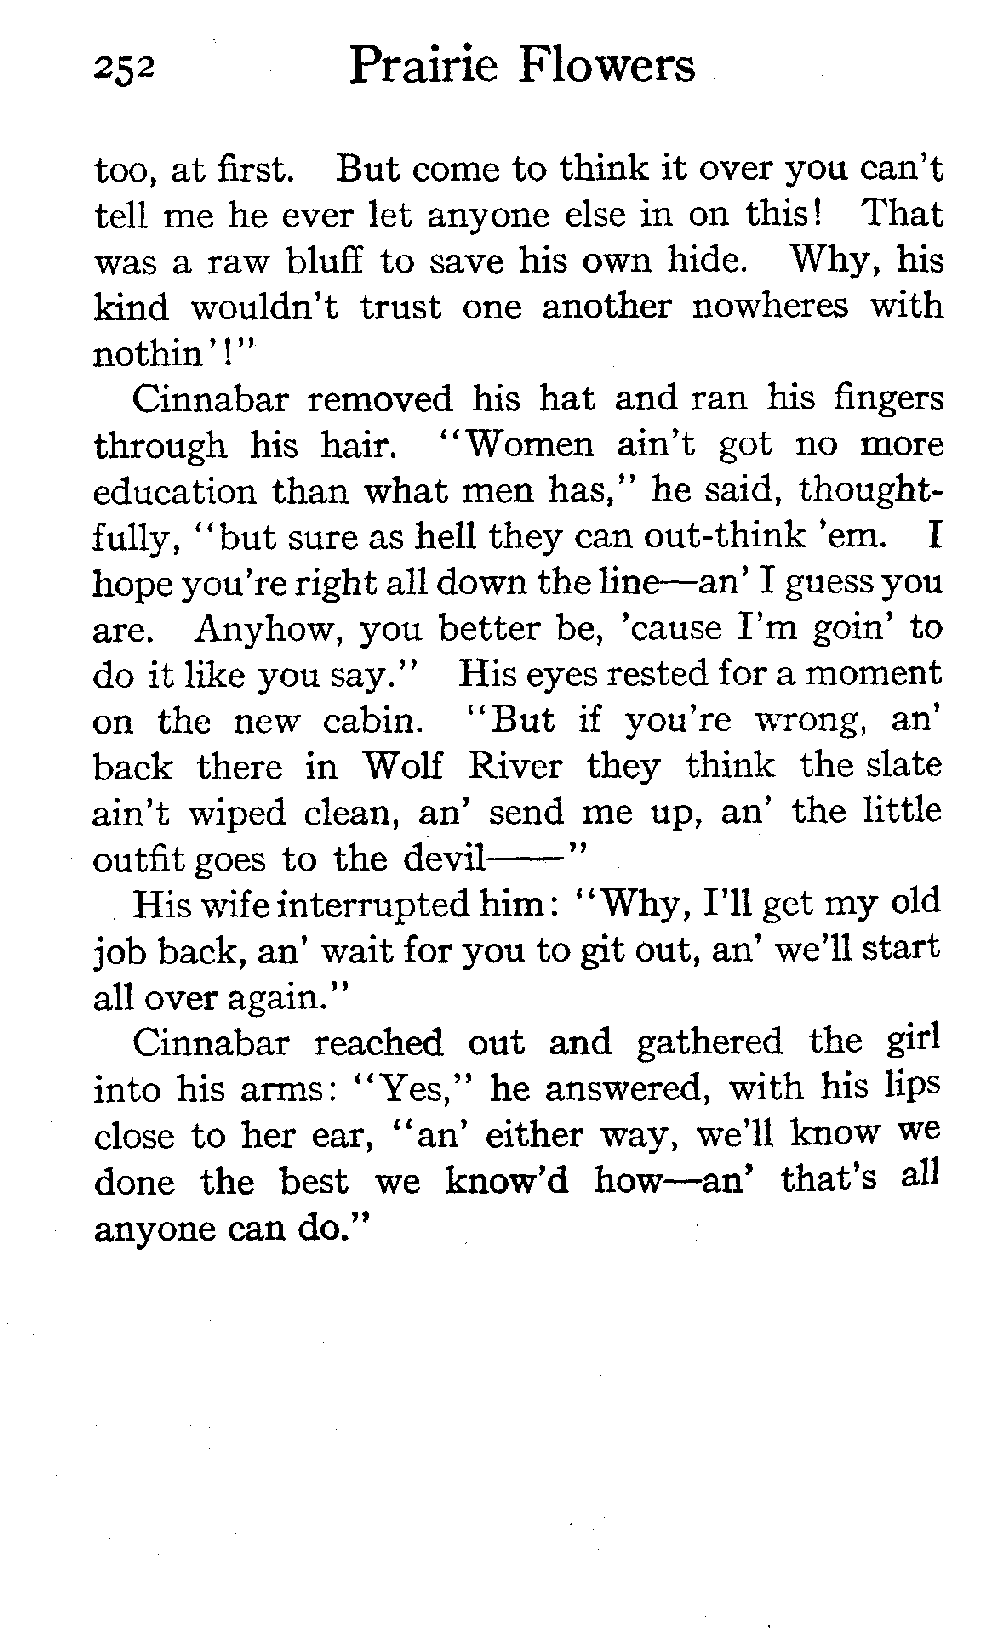 252 Prairie Flowers
too, at first. But come to think it over you can't
tell me he ever let anyone else in on this! That
was a raw bluff to save his own hide. Why, his
kind wouldn't trust one another nowheres with
nothin'!"
Cinnabar removed his hat and ran his fingers
through his hair. "Women ain't got no more
education than what men has," he said, thought-
fully, "but sure as hell they can out-think 'em. I
hope you're right all down the line—an' I guess you
are. Anyhow, you better be, 'cause I'm goin' to
do it like you say." His eyes rested for a moment
on the new cabin. "But if you're wrong, an'
back there in Wolf River they think the slate
ain't wiped clean, an' send me up, an' the little
outfit goes to the devil——"
His wife interrupted him: "Why, I'll get my old
job back, an' wait for you to git out, an' we'll start
all over again."
Cinnabar reached out and gathered the girl
into his arms: "Yes," he answered, with his lips
close to her ear, "an' either way, we'll know we
done the best we know'd how—an' that's all
anyone can do."